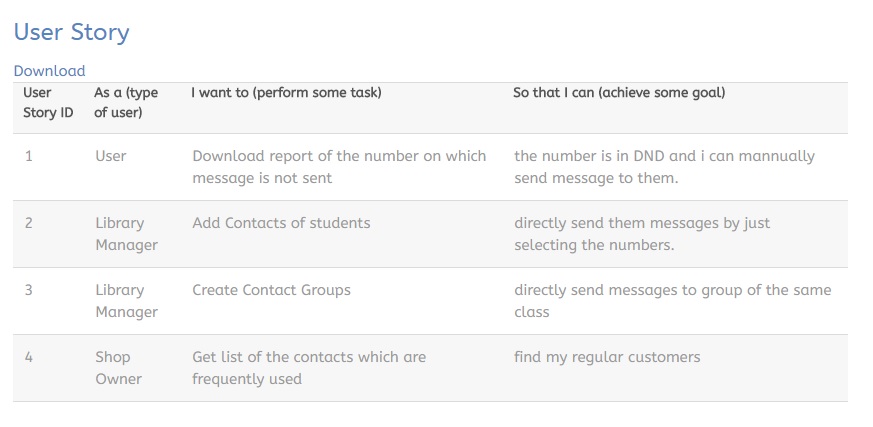 User Story
Download
User Story ID | As a (type of user) | I want to (perform some task) | So that I can (achieve some goal)
1 | User | Download report of the number on which message is not sent | the number is in DND and i can mannually send message to them.
2 | Library Manager | Add Contacts of students | directly send them messages by just selecting the numbers.
3 | Library Manager | Create Contact Groups | directly send messages to group of the same class
4 | Shop Owner | Get list of the contacts which are frequently used | find my regular customers